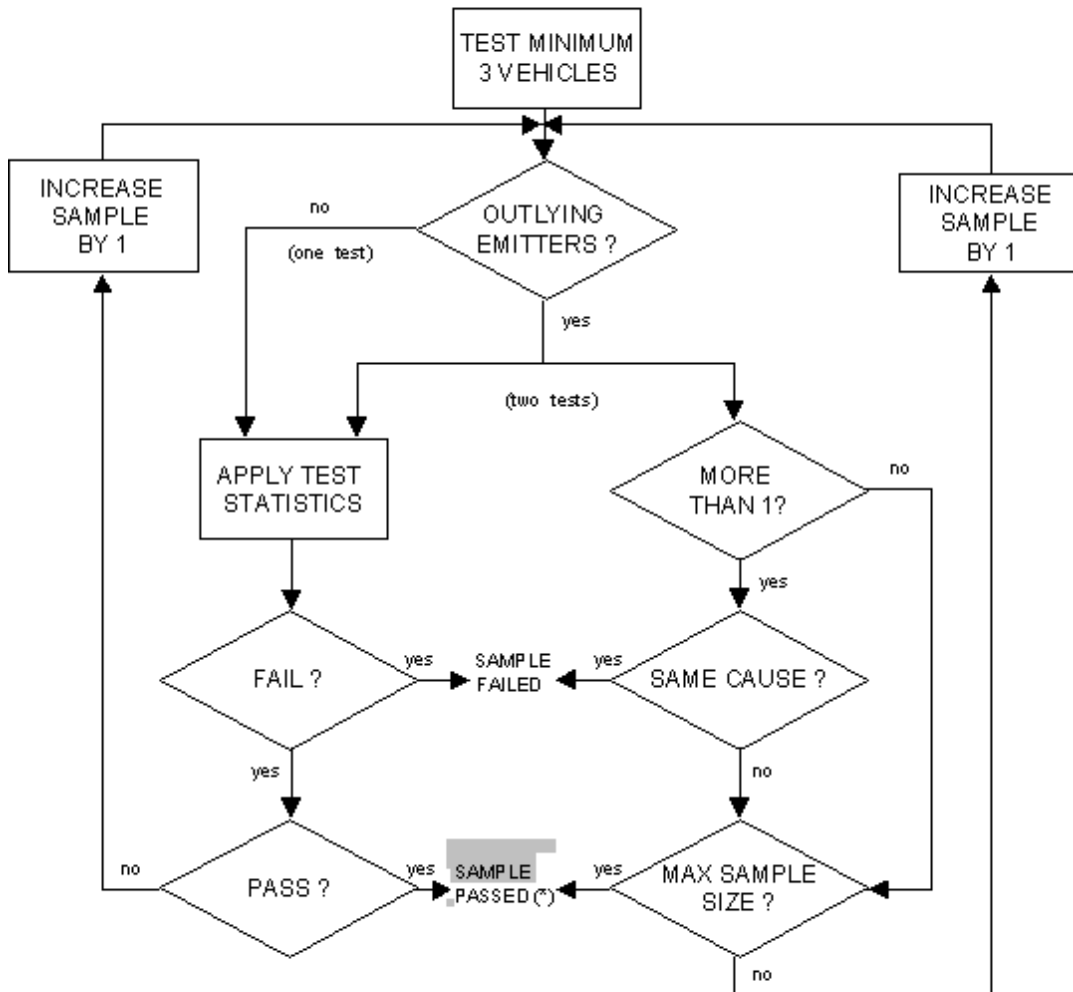 TEST MINIMUM
3 VEHICLES
INCREASE
SAMPLE
BY 1
no
(one test)
OUTLYING
EMITTERS ?
INCREASE
SAMPLE
BY 1
yes
(two tests)
APPLY TEST
STATISTICS
MORE
THAN 1?
no
yes
FAIL ?
yes
SAMPLE
FAILED
yes
SAME CAUSE ?
yes
no
no
PASS ?
yes
SAMPLE
PASSED (*)
yes
MAX SAMPLE
SIZE ?
no